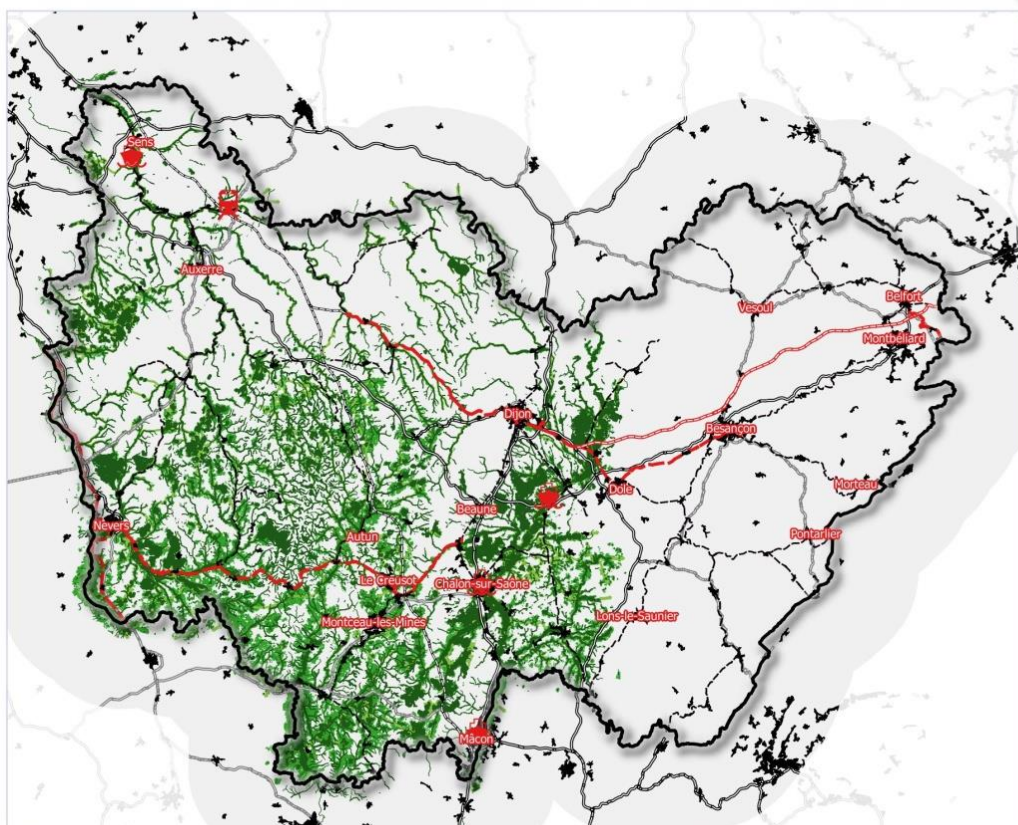 Sens
Auxerre
Vesoul
Belfort
Montbéliard
Dijon
Besançon
Dole
Morteau
Beaune
Nevers
Autun
Pontarlier
Le Creusot
Chalon-sur-Saône
Montceau-les-Mines
Lons-le-Saunier
Mâcon